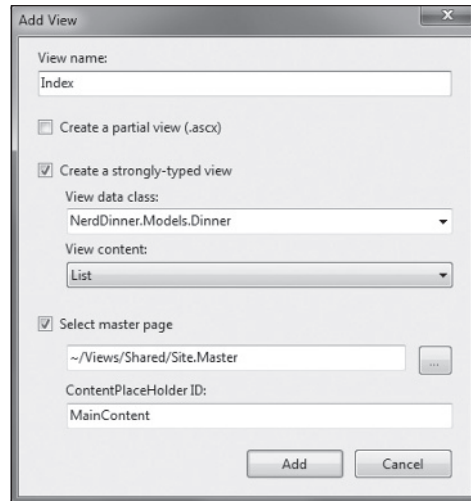 Add View
X
View name:
Index
Create a partial view (.ascx)
Create a strongly-typed view
View data class:
NerdDinner.Models.Dinner
View content:
List
Select master page
~/Views/Shared/Site.Master
...
ContentPlaceHolder ID:
MainContent
Add Cancel